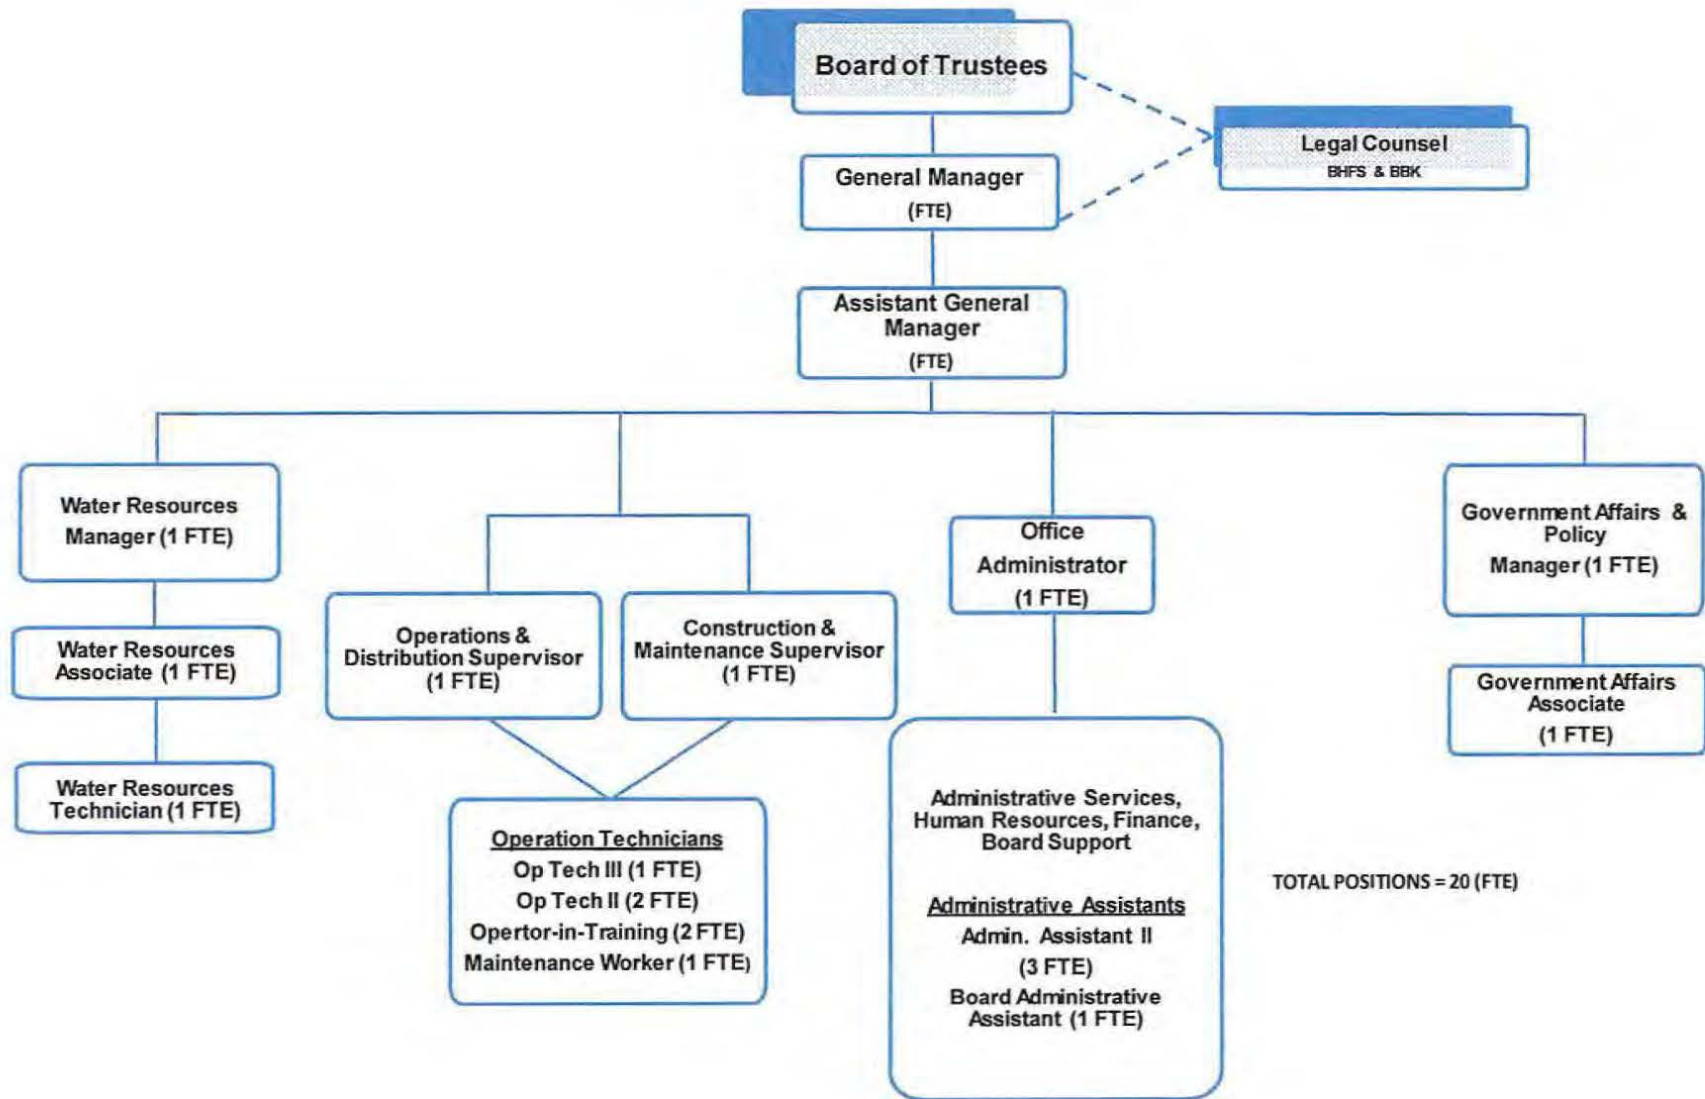 Board of Trustees
Legal Counsel
BHFS & BBK
General Manager
(FTE)
Assistant General
Manager
(FTE)
Water Resources
Manager (1 FTE)
Water Resources
Associate (1 FTE)
Water Resources
Technician (1 FTE)
Operations &
Distribution Supervisor
(1 FTE)
Construction &
Maintenance Supervisor
(1 FTE)
Operation Technicians
Op Tech III (1 FTE)
Op Tech II (2 FTE)
Opertor-in-Training (2 FTE)
Maintenance Worker (1 FTE)
Office
Administrator
(1 FTE)
Administrative Services,
Human Resources, Finance,
Board Support
Administrative Assistants
Admin. Assistant II
(3 FTE)
Board Administrative
Assistant (1 FTE)
Government Affairs &
Policy
Manager (1 FTE)
Government Affairs
Associate
(1 FTE)
TOTAL POSITIONS = 20 (FTE)